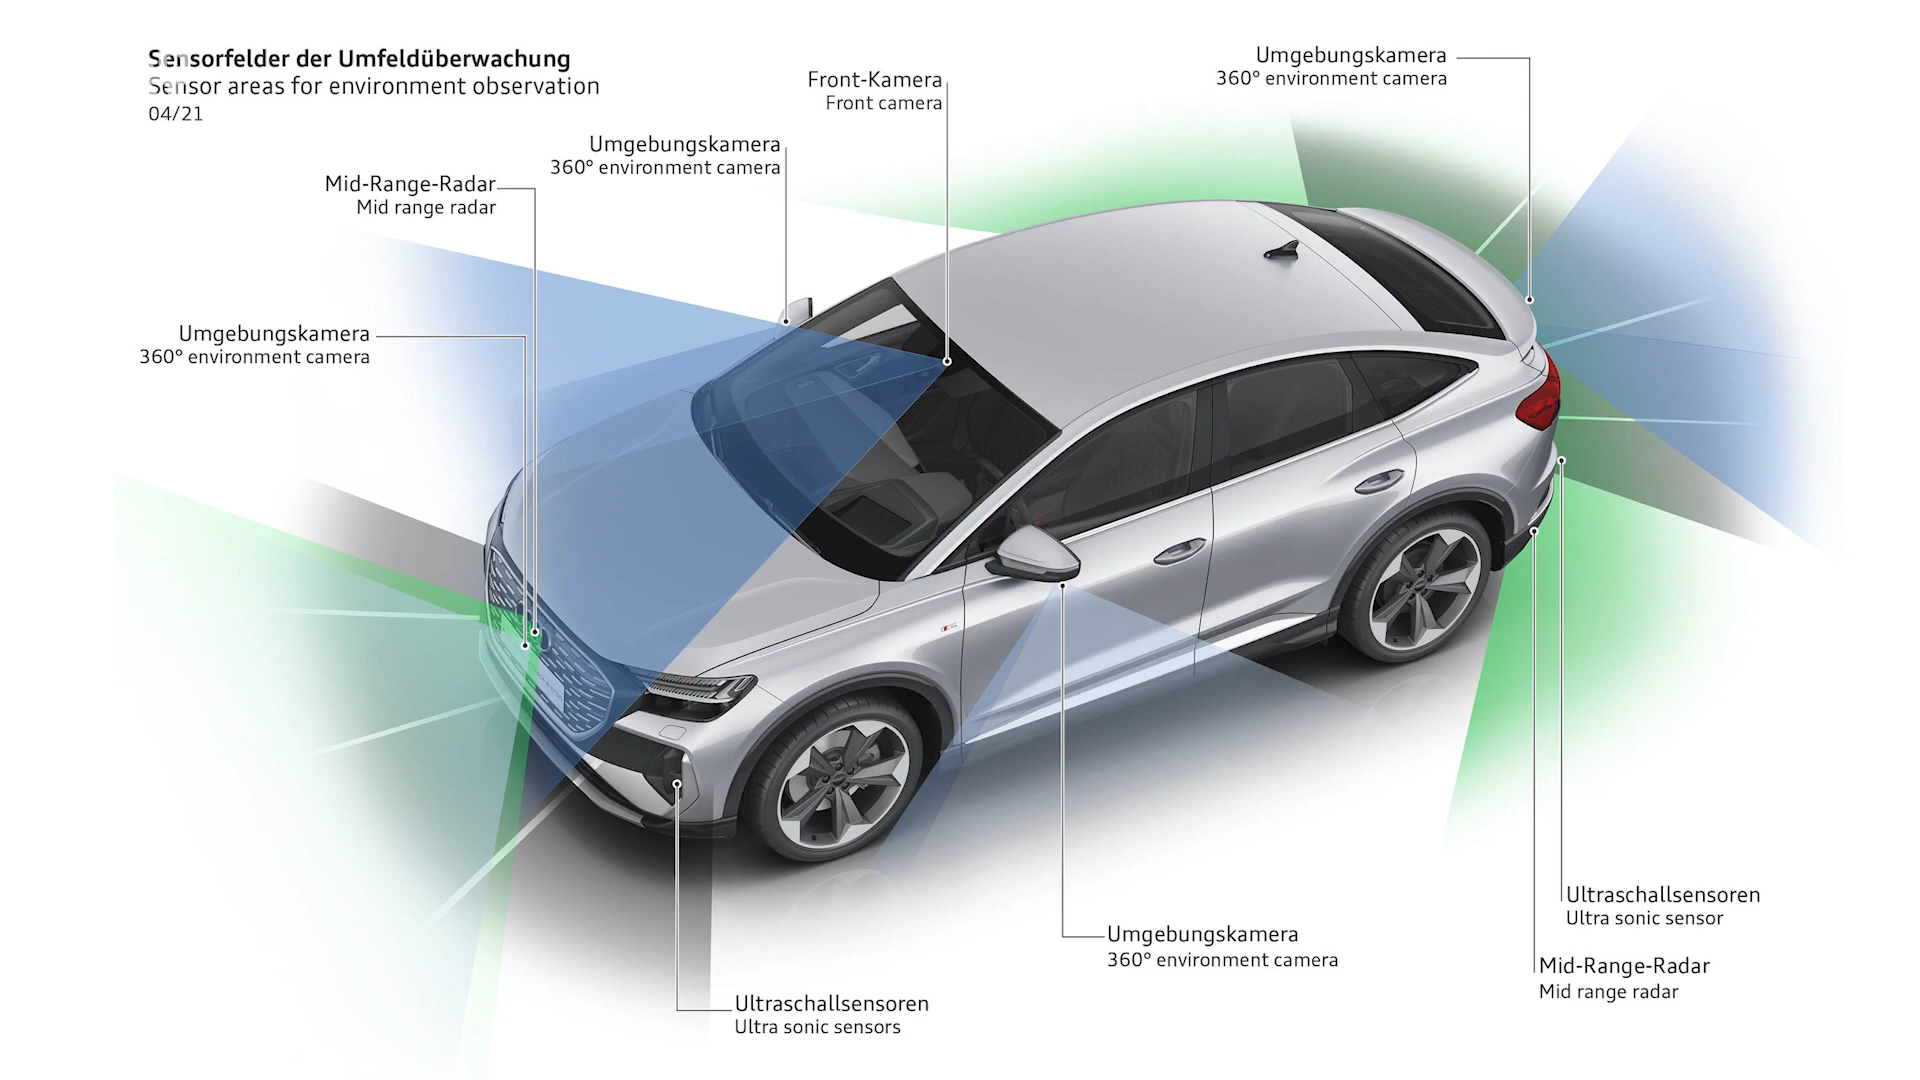 Sensorfelder der Umfeldüberwachung
Sensor areas for environment observation
04/21
Umgebungskamera
360° environment camera
Front-Kamera
Front camera
Umgebungskamera
360° environment camera
Mid-Range-Radar
Mid range radar
Umgebungskamera
360° environment camera
Ultraschallsensoren
Ultra sonic sensor
Umgebungskamera
360° environment camera
Mid-Range-Radar
Mid range radar
Ultraschallsensoren
Ultra sonic sensors